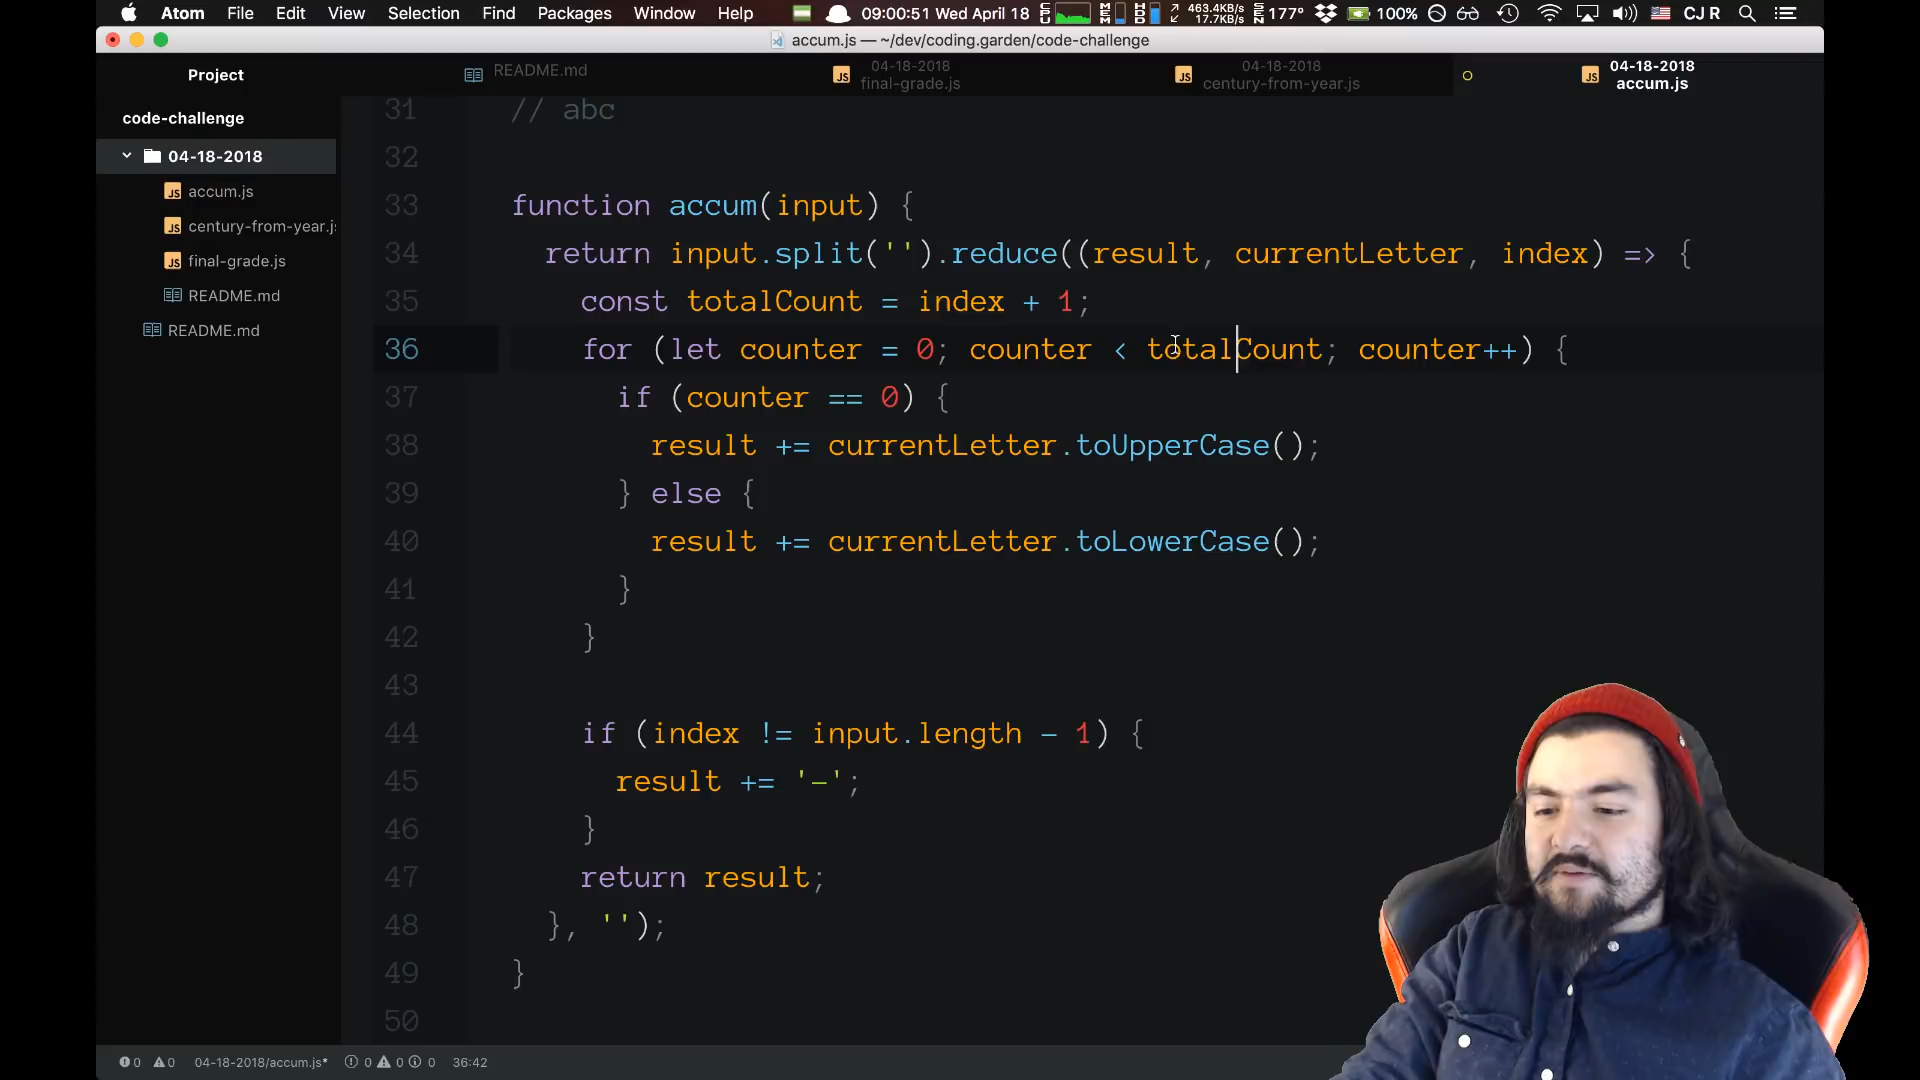 Atom File Edit View Selection Find Packages Window Help 09:00:51 Wed April 18 463.4KB/s 17.7KB/s 177° 100% CJ R
accum.js — ~/dev/coding.garden/code-challenge
Project
README.md
04-18-2018
final-grade.js
04-18-2018
century-from-year.js
04-18-2018
accum.js
code-challenge
04-18-2018
JS accum.js
JS century-from-year.js
JS final-grade.js
README.md
README.md
31 // abc
32
33 function accum(input) {
34 return input.split('').reduce((result, currentLetter, index) => {
35 const totalCount = index + 1;
36 for (let counter = 0; counter < totalCount; counter++) {
37 if (counter == 0) {
38 result += currentLetter.toUpperCase();
39 } else {
40 result += currentLetter.toLowerCase();
41 }
42 }
43
44 if (index != input.length - 1) {
45 result += '-';
46 }
47 return result;
48 }, '');
49 }
50
0 0 04-18-2018/accum.js* 0 0 0 36:42